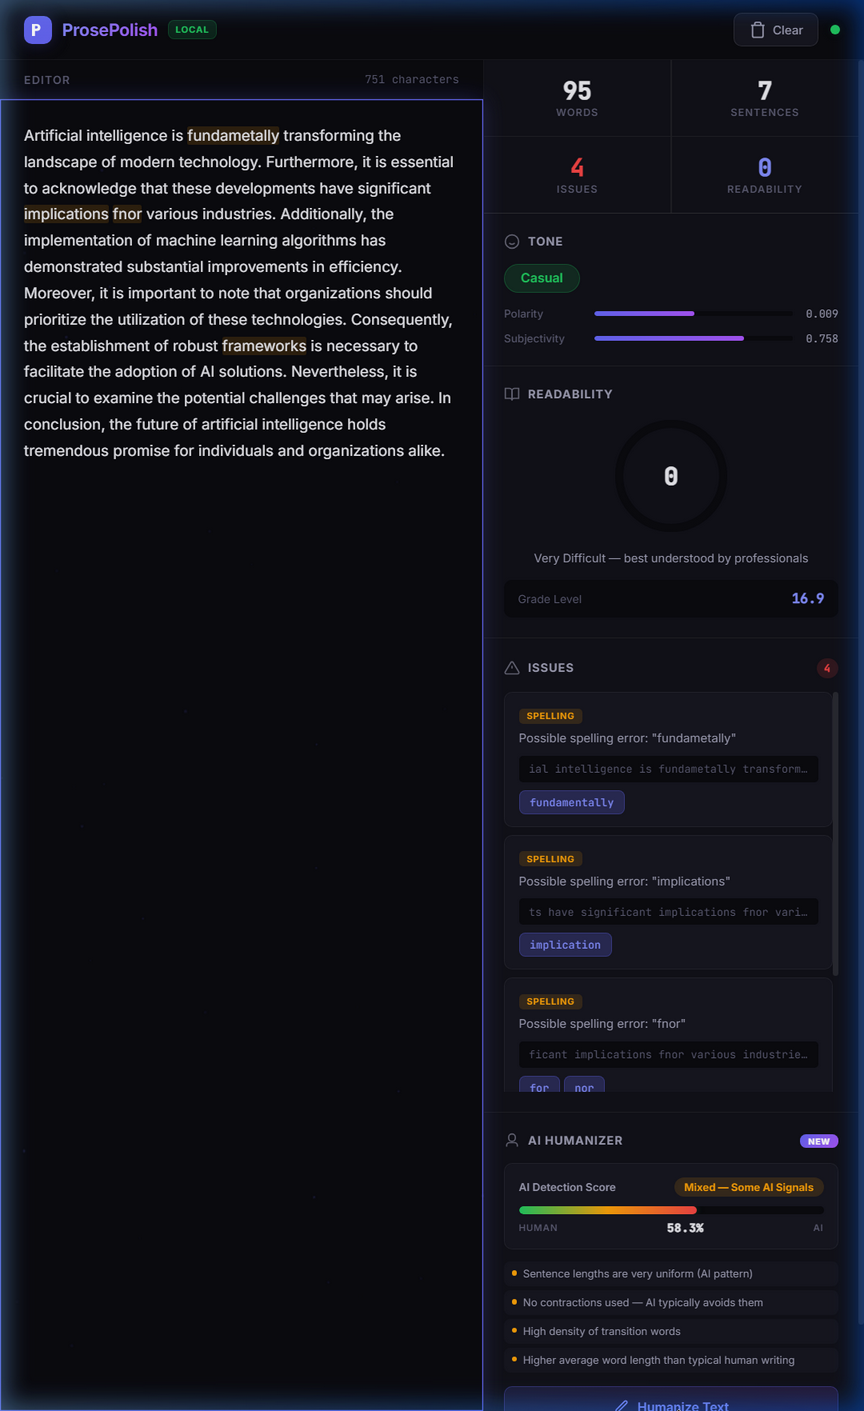 P ProsePolish LOCAL
Clear
EDITOR 751 characters
Artificial intelligence is fundametally transforming the
landscape of modern technology. Furthermore, it is essential
to acknowledge that these developments have significant
implications fnor various industries. Additionally, the
implementation of machine learning algorithms has
demonstrated substantial improvements in efficiency.
Moreover, it is important to note that organizations should
prioritize the utilization of these technologies. Consequently,
the establishment of robust frameworks is necessary to
facilitate the adoption of AI solutions. Nevertheless, it is
crucial to examine the potential challenges that may arise. In
conclusion, the future of artificial intelligence holds
tremendous promise for individuals and organizations alike.
95 7
WORDS SENTENCES
4 0
ISSUES READABILITY
TONE
Casual
Polarity 0.009
Subjectivity 0.758
READABILITY
0
Very Difficult — best understood by professionals
Grade Level 16.9
ISSUES 4
SPELLING
Possible spelling error: "fundametally"
ial intelligence is fundametally transform…
fundamentally
SPELLING
Possible spelling error: "implications"
ts have significant implications fnor vari…
implication
SPELLING
Possible spelling error: "fnor"
ficant implications fnor various industrie…
for nor
AI HUMANIZER NEW
AI Detection Score Mixed — Some AI Signals
HUMAN 58.3% AI
Sentence lengths are very uniform (AI pattern)
No contractions used — AI typically avoids them
High density of transition words
Higher average word length than typical human writing
Humanize Text